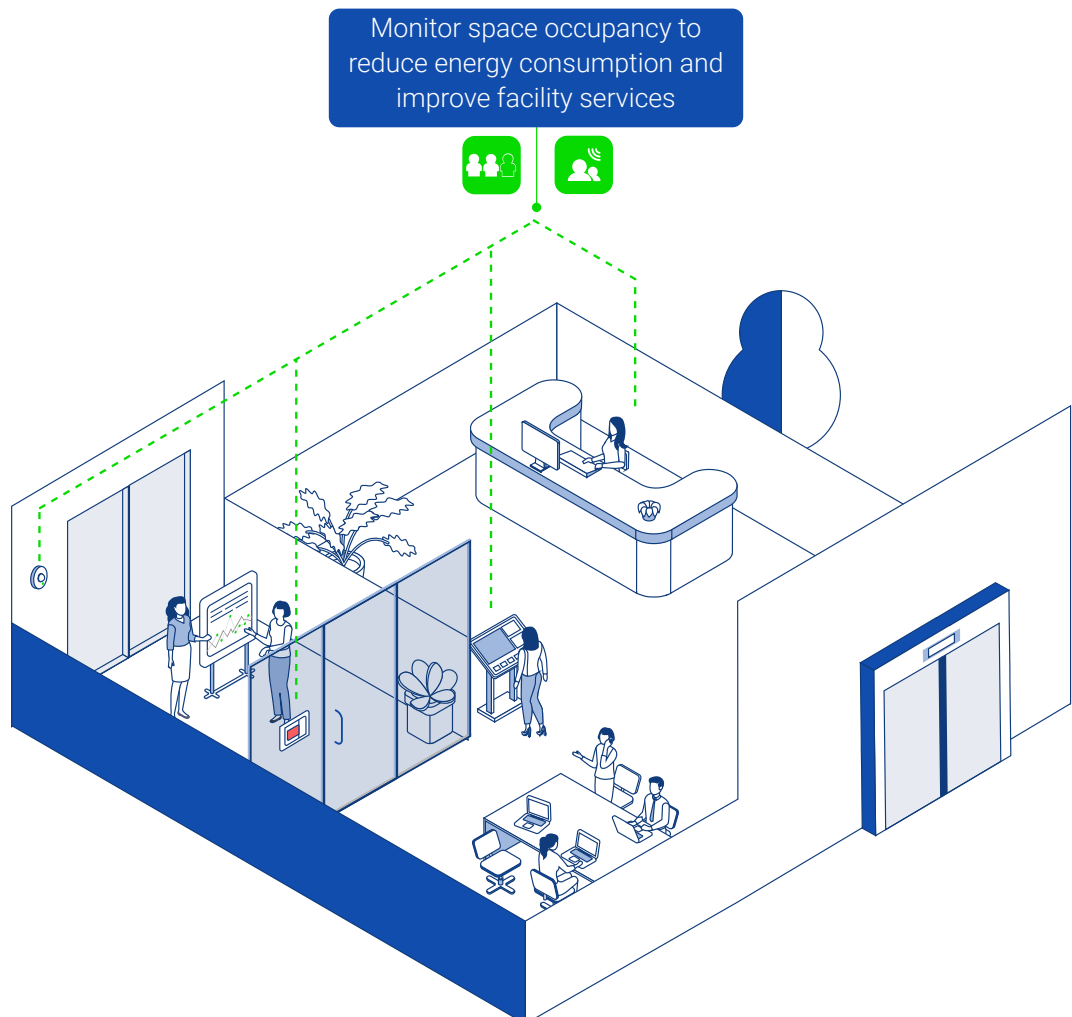 Monitor space occupancy to
reduce energy consumption and
improve facility services